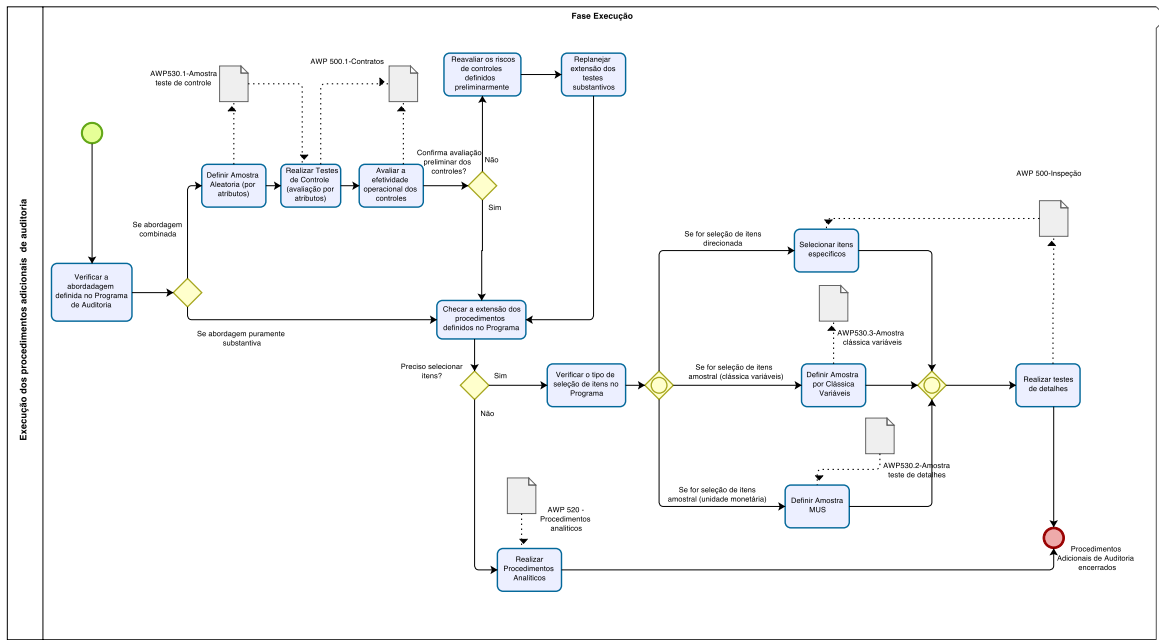 Fase Execução
Execução dos procedimentos adicionais de auditoria
AWP530.1-Amostra
teste de controle
AWP 500.1-Contratos
Reavaliar os riscos
de controles
definidos
preliminarmente
Replanejar
extensão dos
testes
substantivos
Definir Amostra
Aleatoria (por
atributos)
Realizar Testes
de Controle
(avaliação por
atributos)
Avaliar a
efetividade
operacional dos
controles
Confirma avaliação
preliminar dos
controles?
Não
Sim
Se abordagem
combinada
Verificar a
abordadagem
definida no Programa
de Auditoria
Se abordagem puramente
substantiva
Checar a extensão dos
procedimentos
definidos no Programa
Preciso selecionar
itens?
Sim
Não
Verificar o tipo de
seleção de itens no
Programa
Se for seleção de itens
direcionada
Selecionar itens
específicos
AWP 500-Inspeção
AWP530.3-Amostra
clássica variáveis
Se for seleção de itens
amostral (clássica variáveis)
Definir Amostra
por Clássica
Variáveis
Realizar testes
de detalhes
AWP530.2-Amostra
teste de detalhes
Se for seleção de itens
amostral (unidade monetária)
Definir Amostra
MUS
AWP 520 -
Procedimentos
analíticos
Realizar
Procedimentos
Analíticos
Procedimentos
Adicionais de Auditoria
encerrados